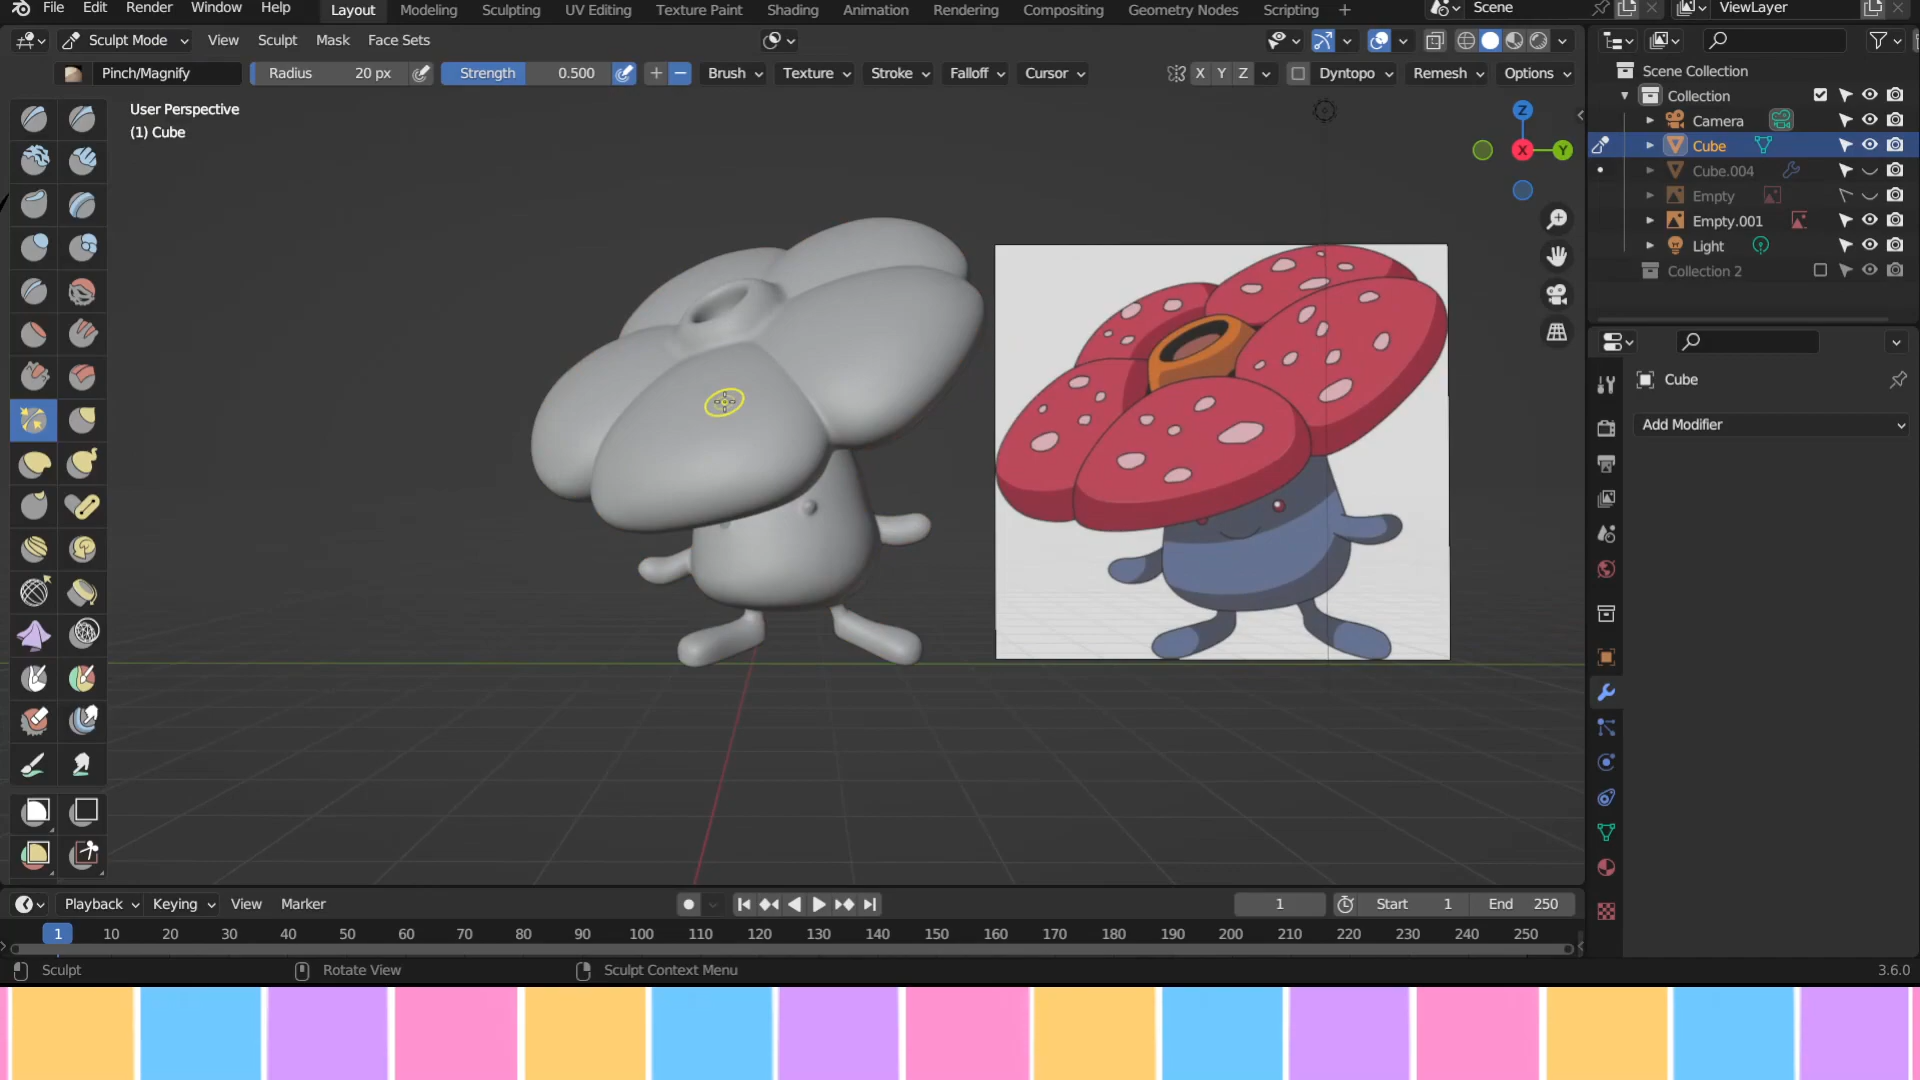 File Edit Render Window Help Layout Modeling Sculpting UV Editing Texture Paint Shading Animation Rendering Compositing Geometry Nodes Scripting + Scene ViewLayer
Sculpt Mode View Sculpt Mask Face Sets
Pinch/Magnify Radius 20 px Strength 0.500 Brush Texture Stroke Falloff Cursor X Y Z Dyntopo Remesh Options
User Perspective
(1) Cube
Z
X
Y
Scene Collection
Collection
Camera
Cube
Cube.004
Empty
Empty.001
Light
Collection 2
Cube
Add Modifier
Playback Keying View Marker 1 Start 1 End 250
1 10 20 30 40 50 60 70 80 90 100 110 120 130 140 150 160 170 180 190 200 210 220 230 240 250
Sculpt Rotate View Sculpt Context Menu 3.6.0